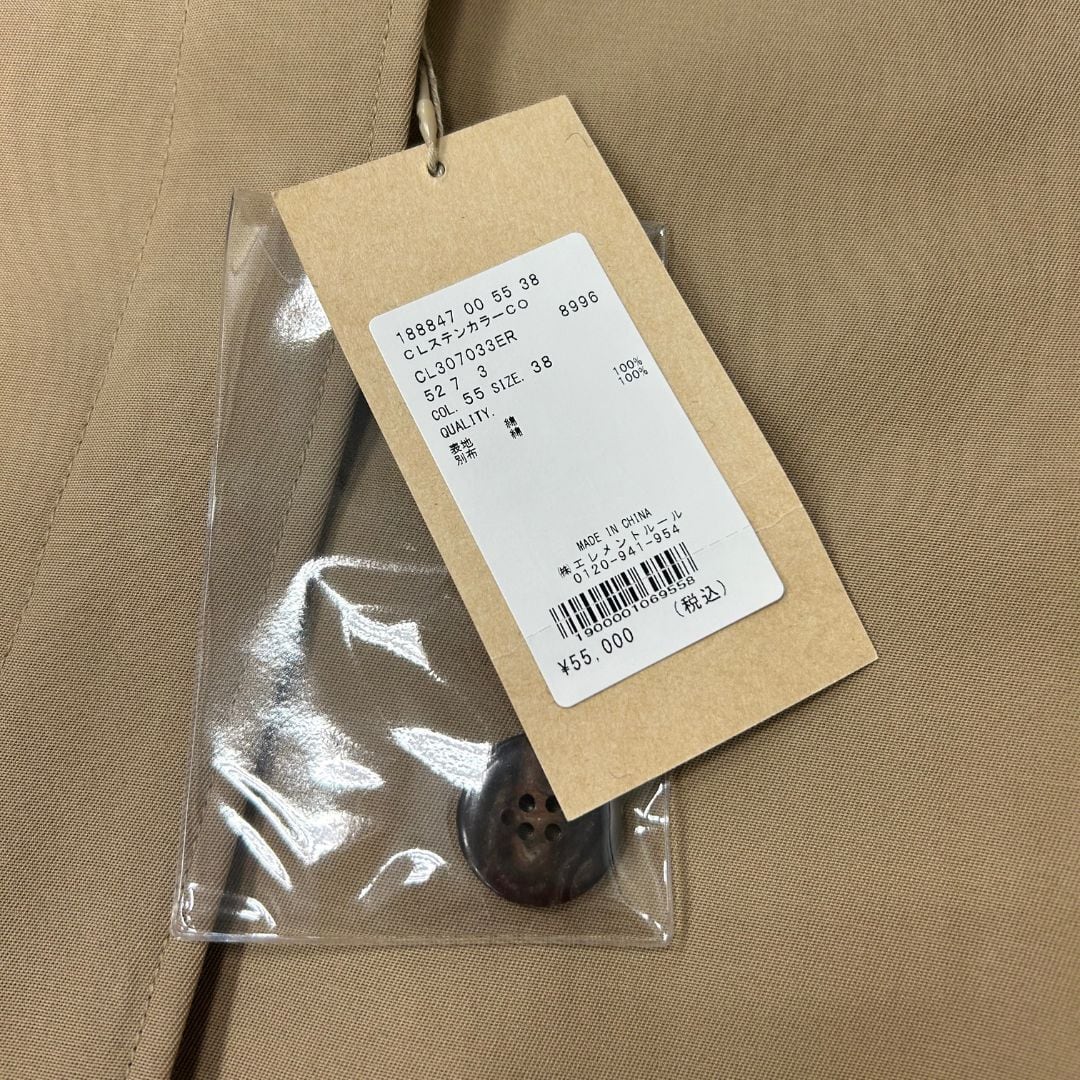 188847 00 55 38
CLステンカラーCO 8996
CL307033ER
52 7 3
COL. 55 SIZE. 38
QUALITY.
表地 綿 100%
別布 綿 100%
MADE IN CHINA
㈱エレメントルール
0120-941-954
1900001069558
¥55,000 (税込)